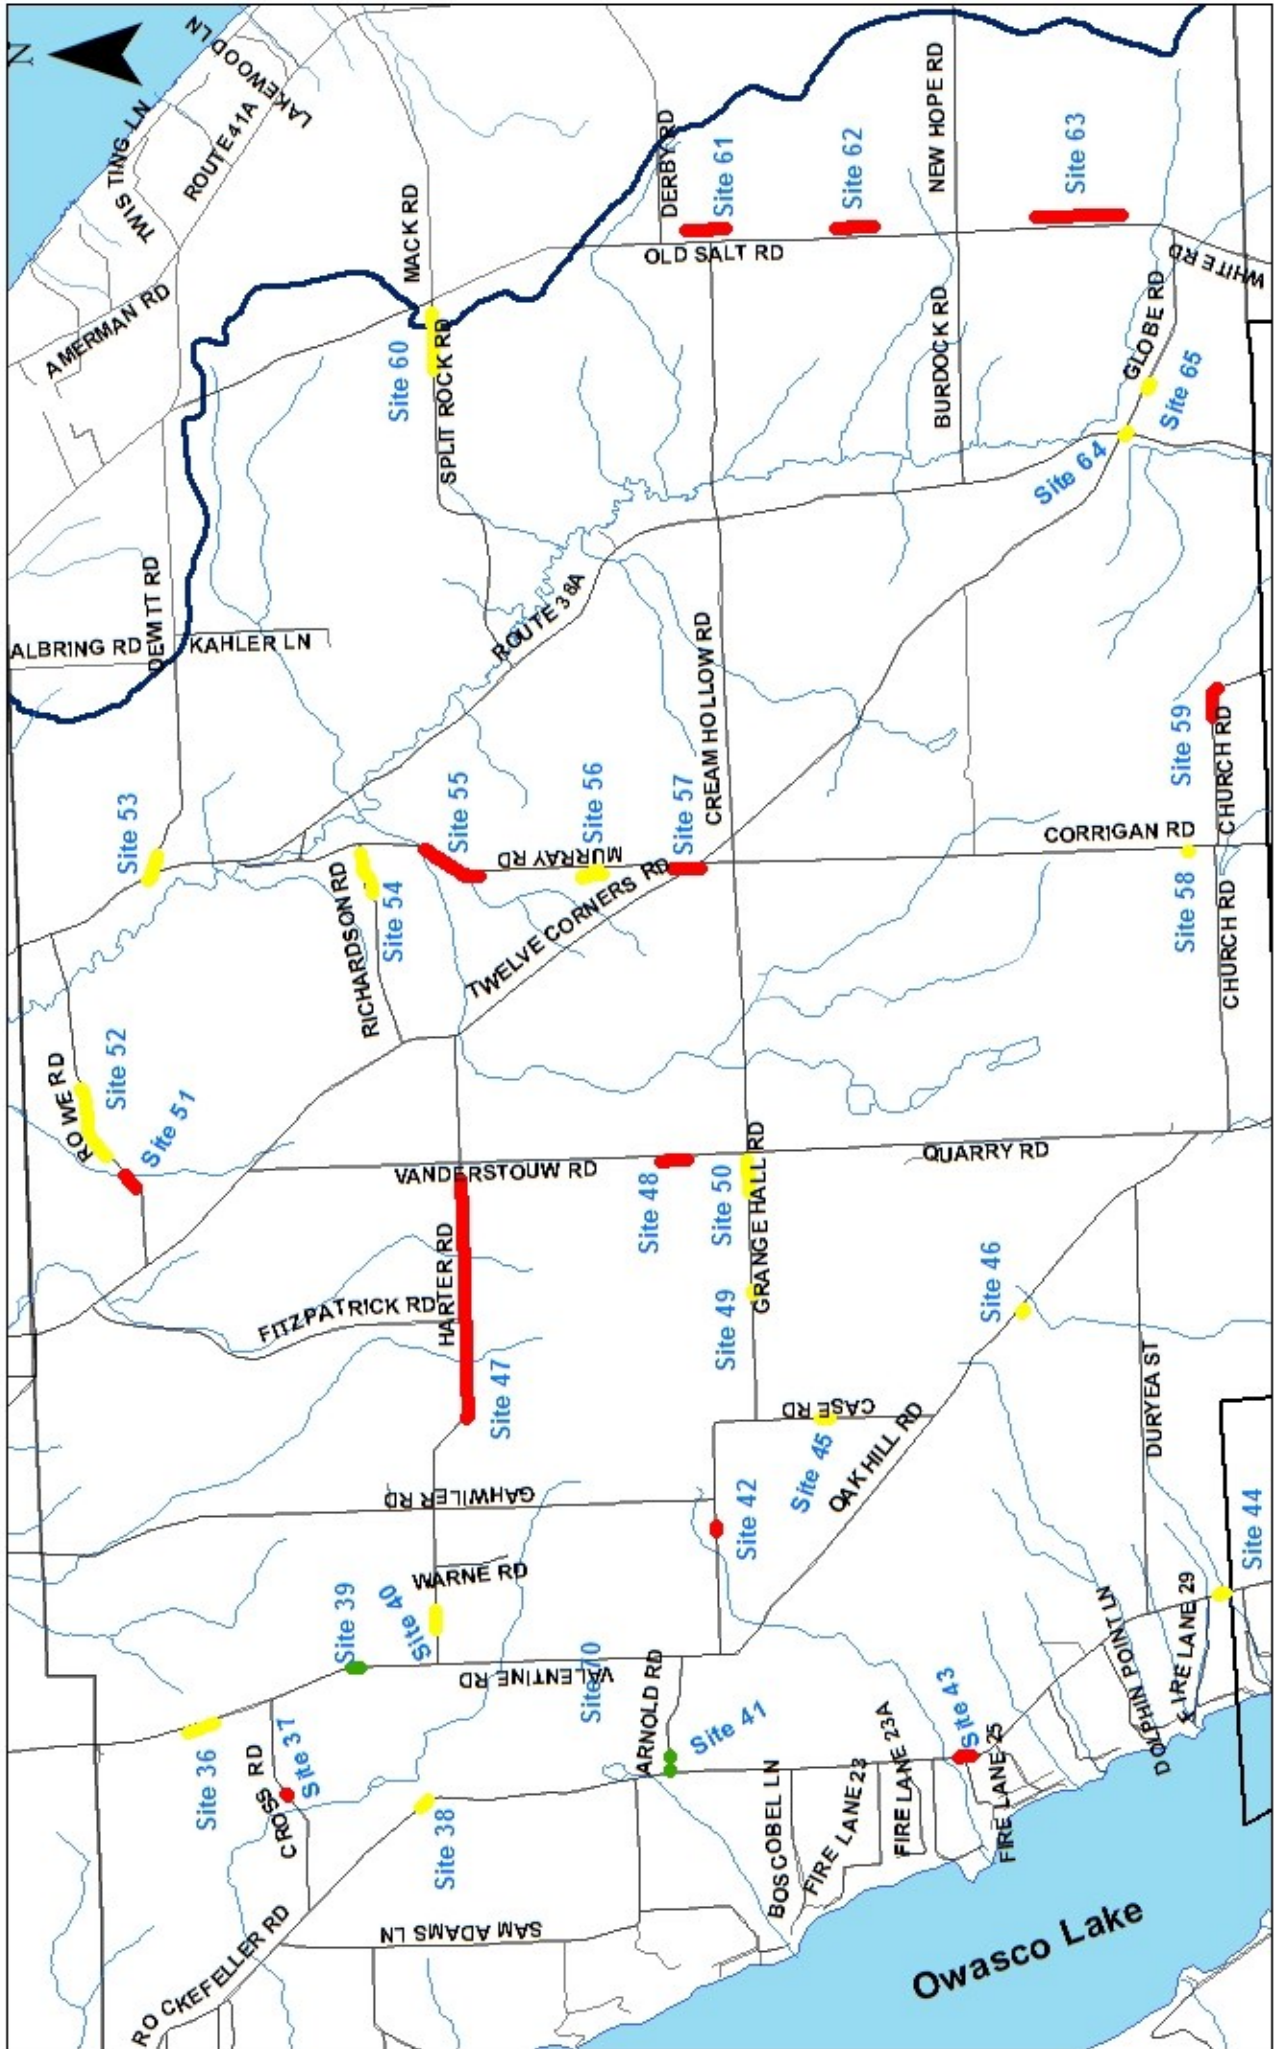 N
LAKEWOOD LN
TWISTING LN
ROUTE 41A
AMERMAN RD
MACK RD
DERBY RD
NEW HOPE RD
Site 61
Site 62
Site 63
OLD SALT RD
WHITE RD
GLOBE RD
Site 60
SPLIT ROCK RD
BURDOCK RD
Site 65
Site 64
DEWITT RD
ALBRING RD
KAHLER LN
ROUTE 38A
CREAM HOLLOW RD
Site 59
CHURCH RD
Site 53
Site 55
Site 56
Site 57
MURRAY RD
CORRIGAN RD
RICHARDSON RD
Site 54
TWELVE CORNERS RD
Site 58
CHURCH RD
ROWE RD
Site 52
Site 51
VANDERSTOUW RD
Site 48
Site 50
GRANGE HALL RD
QUARRY RD
HARTER RD
FITZPATRICK RD
Site 49
Site 46
Site 47
CASE RD
Site 45
OAK HILL RD
DURYEA ST
GAHWILER RD
Site 42
Site 44
WARNE RD
Site 39
Site 40
VALENTINE RD
Site 70
ARNOLD RD
Site 41
Site 43
DOLPHIN POINT LN
FIRE LANE 29
Site 36
CROSS RD
Site 37
Site 38
BOSCOBEL LN
FIRE LANE 23
FIRE LANE 23A
FIRE LANE 25
ROCKEFELLER RD
SAM ADAMS LN
Owasco Lake